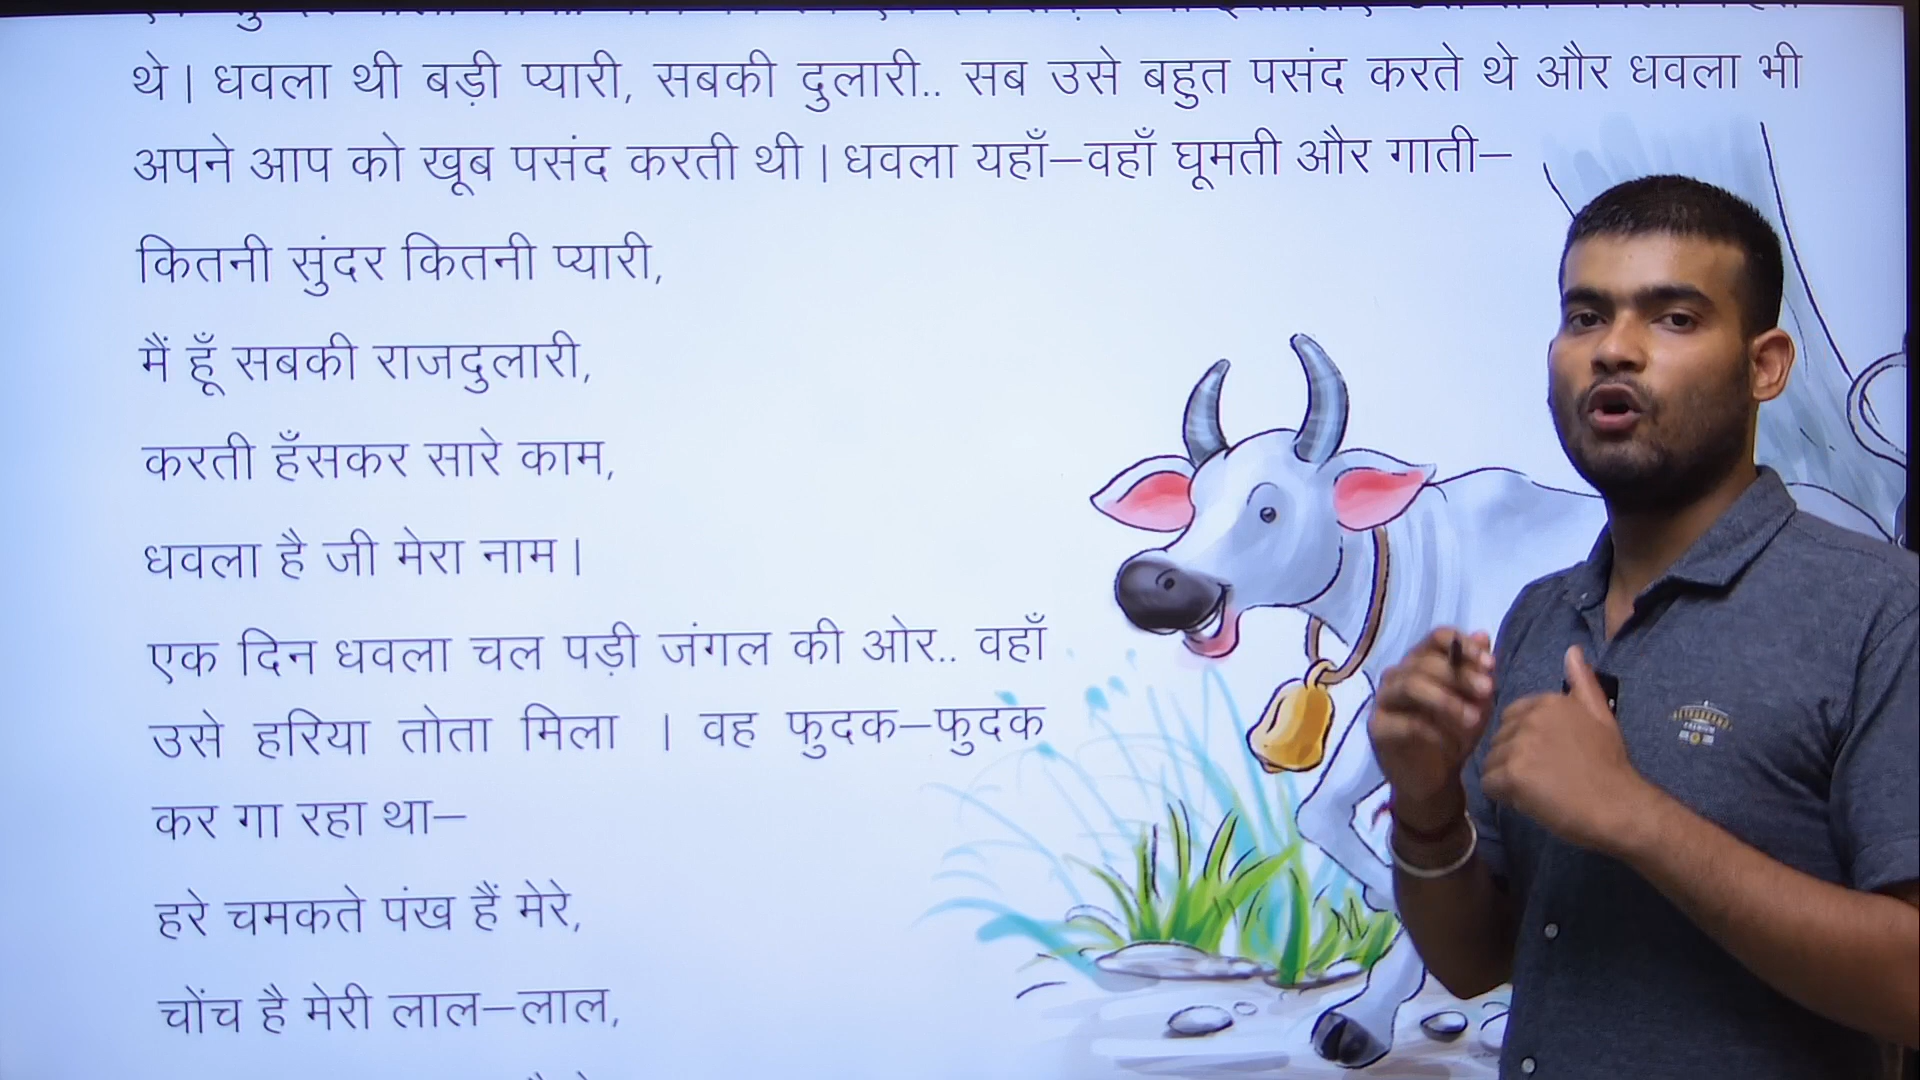 थे। धवला थी बड़ी प्यारी, सबकी दुलारी.. सब उसे बहुत पसंद करते थे और धवला भी
अपने आप को खूब पसंद करती थी। धवला यहाँ–वहाँ घूमती और गाती–
कितनी सुंदर कितनी प्यारी,
मैं हूँ सबकी राजदुलारी,
करती हँसकर सारे काम,
धवला है जी मेरा नाम।
एक दिन धवला चल पड़ी जंगल की ओर.. वहाँ
उसे हरिया तोता मिला । वह फुदक–फुदक
कर गा रहा था–
हरे चमकते पंख हैं मेरे,
चोंच है मेरी लाल–लाल,